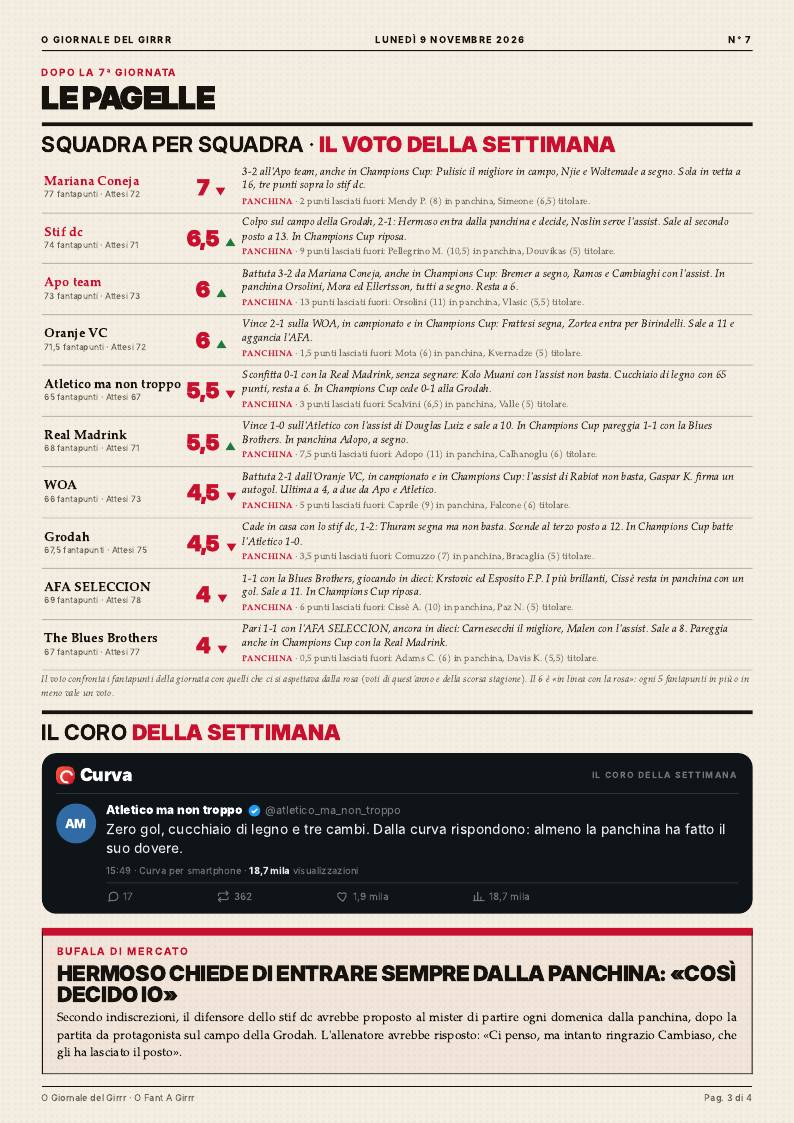 O GIORNALE DEL GIRRR LUNEDÌ 9 NOVEMBRE 2026 N° 7
DOPO LA 7ª GIORNATA
LE PAGELLE
SQUADRA PER SQUADRA · IL VOTO DELLA SETTIMANA
Mariana Coneja
77 fantapunti · Attesi 72
7 ▼
3-2 all'Apo team, anche in Champions Cup: Pulisic il migliore in campo, Njie e Woltemade a segno. Sola in vetta a
16, tre punti sopra lo stif dc.
PANCHINA · 2 punti lasciati fuori: Mendy P. (8) in panchina, Simeone (6,5) titolare.
Stif dc
74 fantapunti · Attesi 71
6,5 ▲
Colpo sul campo della Grodah, 2-1: Hermoso entra dalla panchina e decide, Noslin serve l'assist. Sale al secondo
posto a 13. In Champions Cup riposa.
PANCHINA · 9 punti lasciati fuori: Pellegrino M. (10,5) in panchina, Douvikas (5) titolare.
Apo team
73 fantapunti · Attesi 73
6 ▲
Battuta 3-2 da Mariana Coneja, anche in Champions Cup: Bremer a segno, Ramos e Cambiaghi con l'assist. In
panchina Orsolini, Mora ed Ellertsson, tutti a segno. Resta a 6.
PANCHINA · 13 punti lasciati fuori: Orsolini (11) in panchina, Vlasic (5,5) titolare.
Oranje VC
71,5 fantapunti · Attesi 72
6 ▲
Vince 2-1 sulla WOA, in campionato e in Champions Cup: Frattesi segna, Zortea entra per Birindelli. Sale a 11 e
aggancia l'AFA.
PANCHINA · 1,5 punti lasciati fuori: Mota (6) in panchina, Kvernadze (5) titolare.
Atletico ma non troppo
65 fantapunti · Attesi 67
5,5 ▼
Sconfitta 0-1 con la Real Madrink, senza segnare: Kolo Muani con l'assist non basta. Cucchiaio di legno con 65
punti, resta a 6. In Champions Cup cede 0-1 alla Grodah.
PANCHINA · 3 punti lasciati fuori: Scalvini (6,5) in panchina, Valle (5) titolare.
Real Madrink
68 fantapunti · Attesi 71
5,5 ▲
Vince 1-0 sull'Atletico con l'assist di Douglas Luiz e sale a 10. In Champions Cup pareggia 1-1 con la Blues
Brothers. In panchina Adopo, a segno.
PANCHINA · 7,5 punti lasciati fuori: Adopo (11) in panchina, Calhanoglu (6) titolare.
WOA
66 fantapunti · Attesi 73
4,5 ▼
Battuta 2-1 dall'Oranje VC, in campionato e in Champions Cup: l'assist di Rabiot non basta, Gaspar K. firma un
autogol. Ultima a 4, a due da Apo e Atletico.
PANCHINA · 5 punti lasciati fuori: Caprile (9) in panchina, Falcone (6) titolare.
Grodah
67,5 fantapunti · Attesi 75
4,5 ▼
Cade in casa con lo stif dc, 1-2: Thuram segna ma non basta. Scende al terzo posto a 12. In Champions Cup batte
l'Atletico 1-0.
PANCHINA · 3,5 punti lasciati fuori: Comuzzo (7) in panchina, Bracaglia (5) titolare.
AFA SELECCION
69 fantapunti · Attesi 78
4 ▼
1-1 con la Blues Brothers, giocando in dieci: Krstovic ed Esposito F.P. I più brillanti, Cissè resta in panchina con un
gol. Sale a 11. In Champions Cup riposa.
PANCHINA · 6 punti lasciati fuori: Cissè A. (10) in panchina, Paz N. (5) titolare.
The Blues Brothers
67 fantapunti · Attesi 77
4 ▼
Pari 1-1 con l'AFA SELECCION, ancora in dieci: Carnesecchi il migliore, Malen con l'assist. Sale a 8. Pareggia
anche in Champions Cup con la Real Madrink.
PANCHINA · 0,5 punti lasciati fuori: Adams C. (6) in panchina, Davis K. (5,5) titolare.
Il voto confronta i fantapunti della giornata con quelli che ci si aspettava dalla rosa (voti di quest'anno e della scorsa stagione). Il 6 è «in linea con la rosa»: ogni 5 fantapunti in più o in
meno vale un voto.
IL CORO DELLA SETTIMANA
Curva IL CORO DELLA SETTIMANA
AM
Atletico ma non troppo @atletico_ma_non_troppo
Zero gol, cucchiaio di legno e tre cambi. Dalla curva rispondono: almeno la panchina ha fatto il
suo dovere.
15:49 · Curva per smartphone · 18,7 mila visualizzazioni
17 362 1,9 mila 18,7 mila
BUFALA DI MERCATO
HERMOSO CHIEDE DI ENTRARE SEMPRE DALLA PANCHINA: «COSÌ
DECIDO IO»
Secondo indiscrezioni, il difensore dello stif dc avrebbe proposto al mister di partire ogni domenica dalla panchina, dopo la
partita da protagonista sul campo della Grodah. L'allenatore avrebbe risposto: «Ci penso, ma intanto ringrazio Cambiaso, che
gli ha lasciato il posto».
O Giornale del Girrr · O Fant A Girrr Pag. 3 di 4